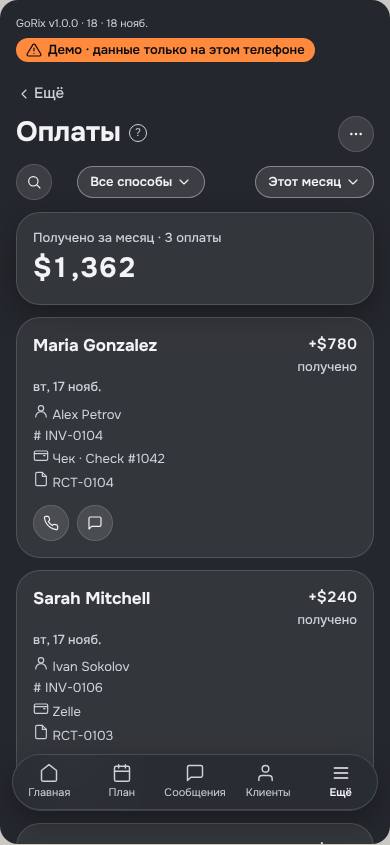 GoRix v1.0.0 · 18 · 18 нояб.
Демо · данные только на этом телефоне
Ещё
Оплаты ?
Все способы
Этот месяц
Получено за месяц · 3 оплаты
$1,362
Maria Gonzalez
+$780
получено
вт, 17 нояб.
Alex Petrov
# INV-0104
Чек · Check #1042
RCT-0104
Sarah Mitchell
+$240
получено
вт, 17 нояб.
Ivan Sokolov
# INV-0106
Zelle
RCT-0103
Главная
План
Сообщения
Клиенты
Ещё